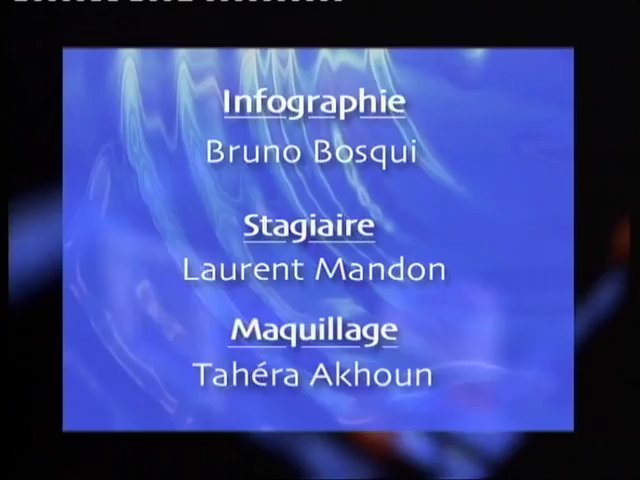 Infographie
Bruno Bosqui
Stagiaire
Laurent Mandon
Maquillage
Tahéra Akhoun